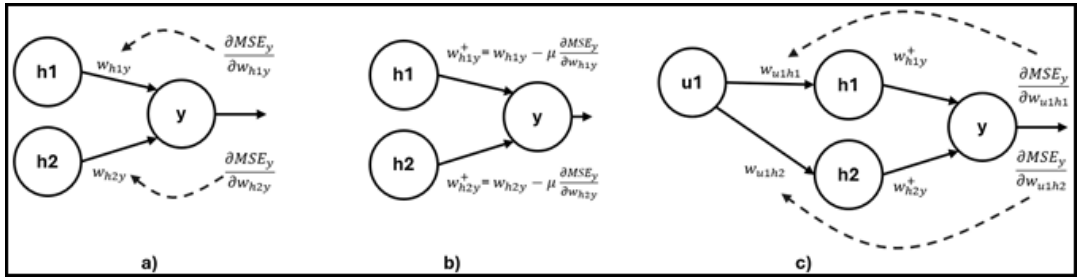 h1
w_{h1y}
∂MSE_y
∂w_{h1y}
y
h2
w_{h2y}
∂MSE_y
∂w_{h2y}
a)
w^+_{h1y} = w_{h1y} − μ ∂MSE_y/∂w_{h1y}
h1
y
h2
w^+_{h2y} = w_{h2y} − μ ∂MSE_y/∂w_{h2y}
b)
u1
w_{u1h1}
h1
w^+_{h1y}
∂MSE_y
∂w_{u1h1}
y
w_{u1h2}
h2
w^+_{h2y}
∂MSE_y
∂w_{u1h2}
c)